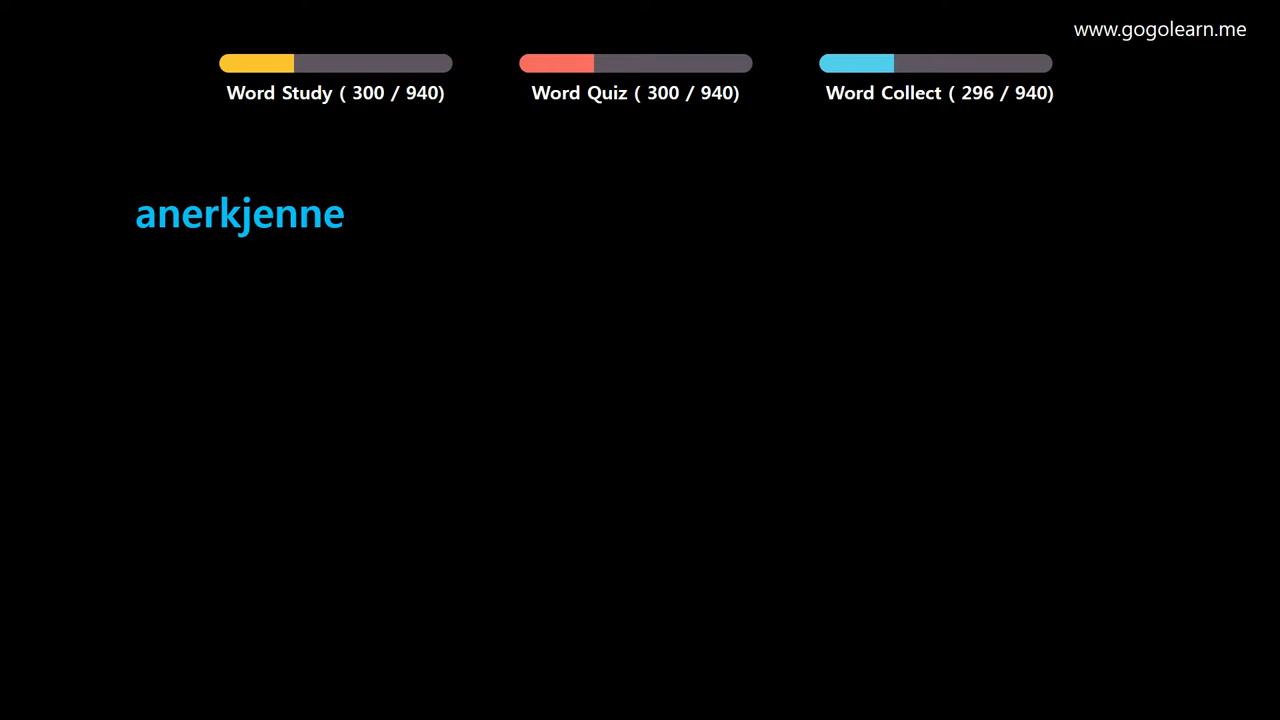 www.gogolearn.me
Word Study ( 300 / 940)
Word Quiz ( 300 / 940)
Word Collect ( 296 / 940)
anerkjenne